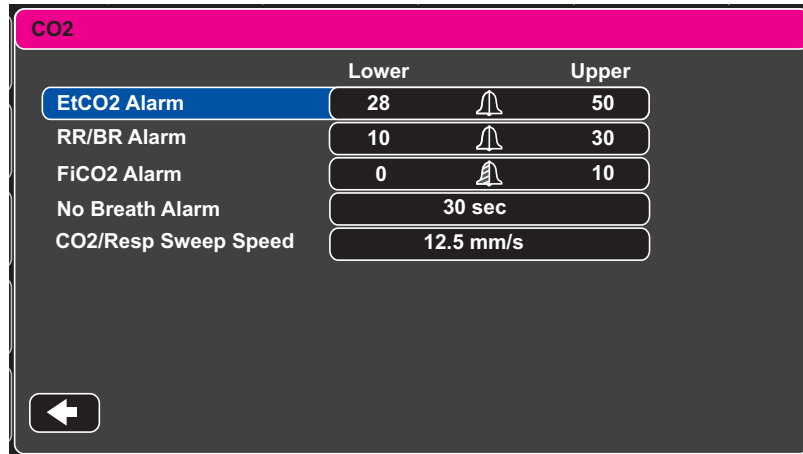 CO2
Lower Upper
EtCO2 Alarm 28 50
RR/BR Alarm 10 30
FiCO2 Alarm 0 10
No Breath Alarm 30 sec
CO2/Resp Sweep Speed 12.5 mm/s